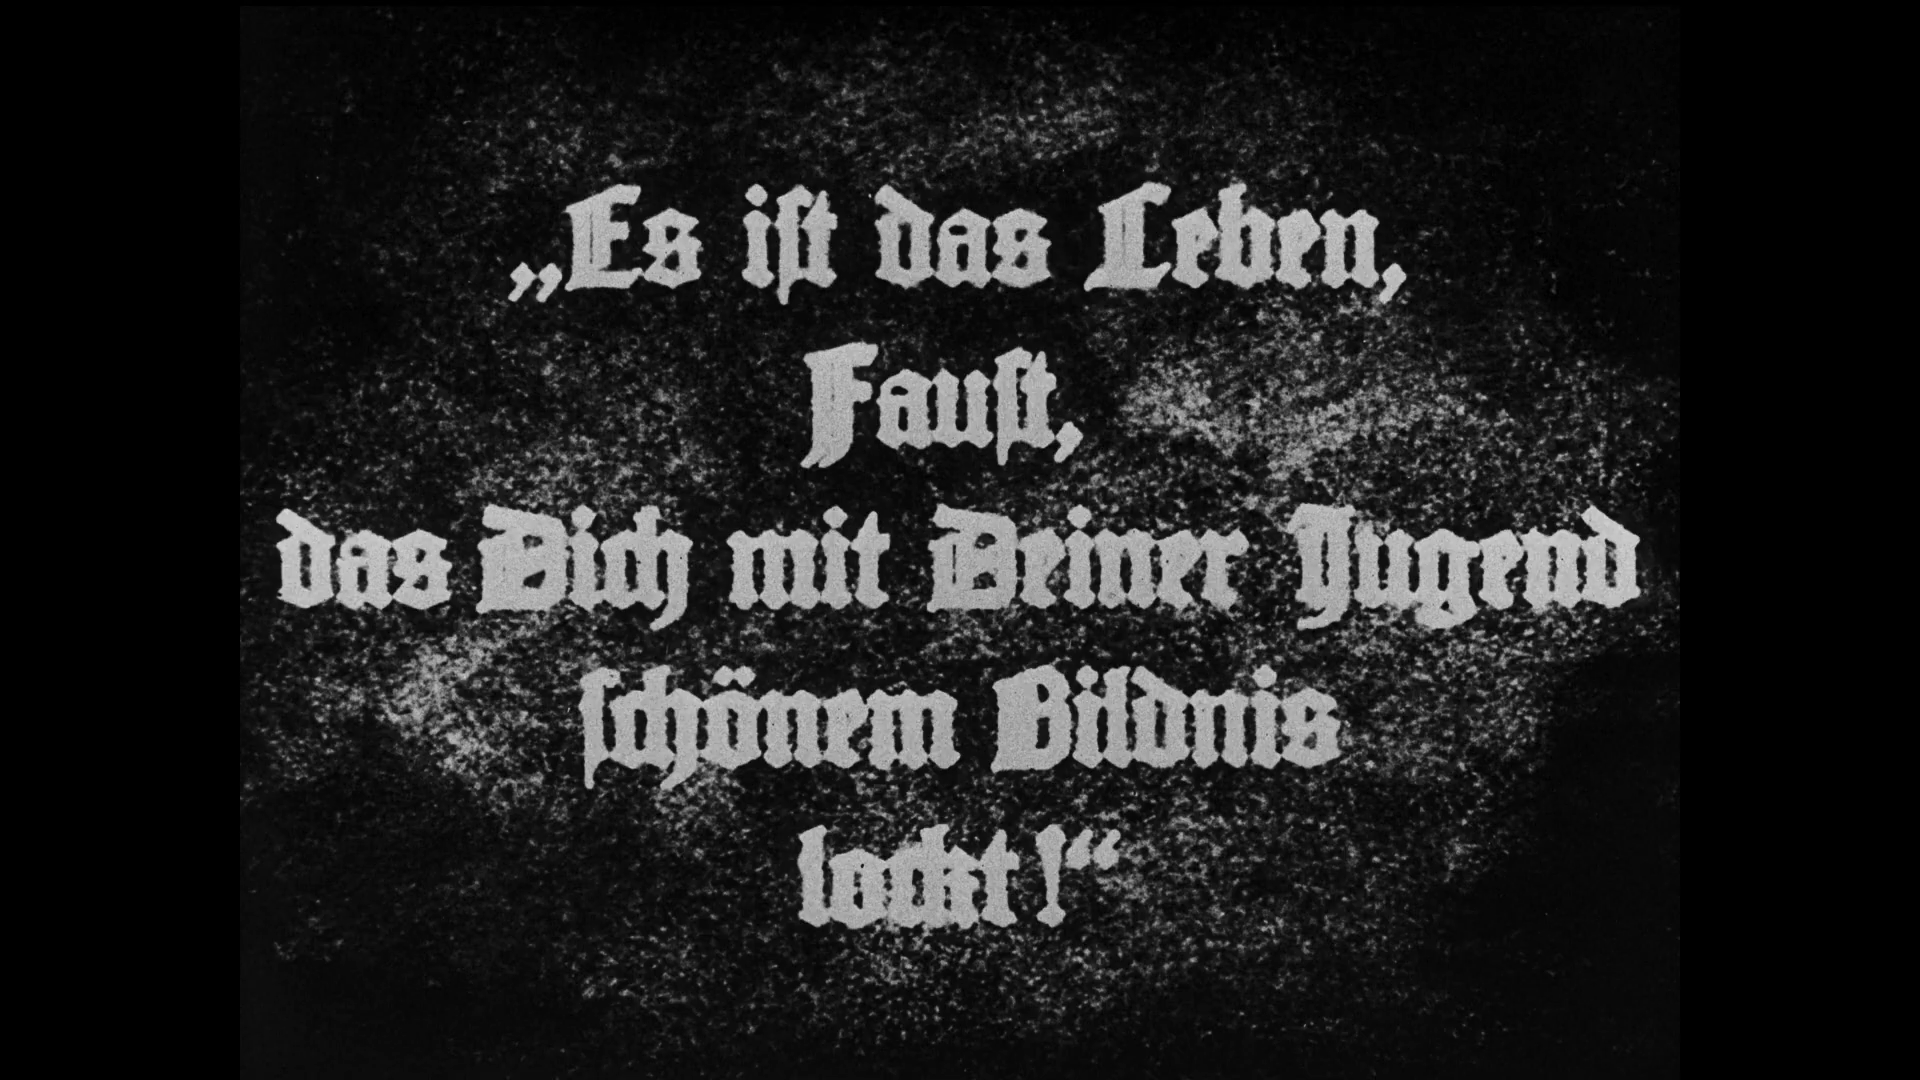 „Es ist das Leben,
Faust,
das Dich mit Deiner Jugend
schönem Bildnis
lockt!“